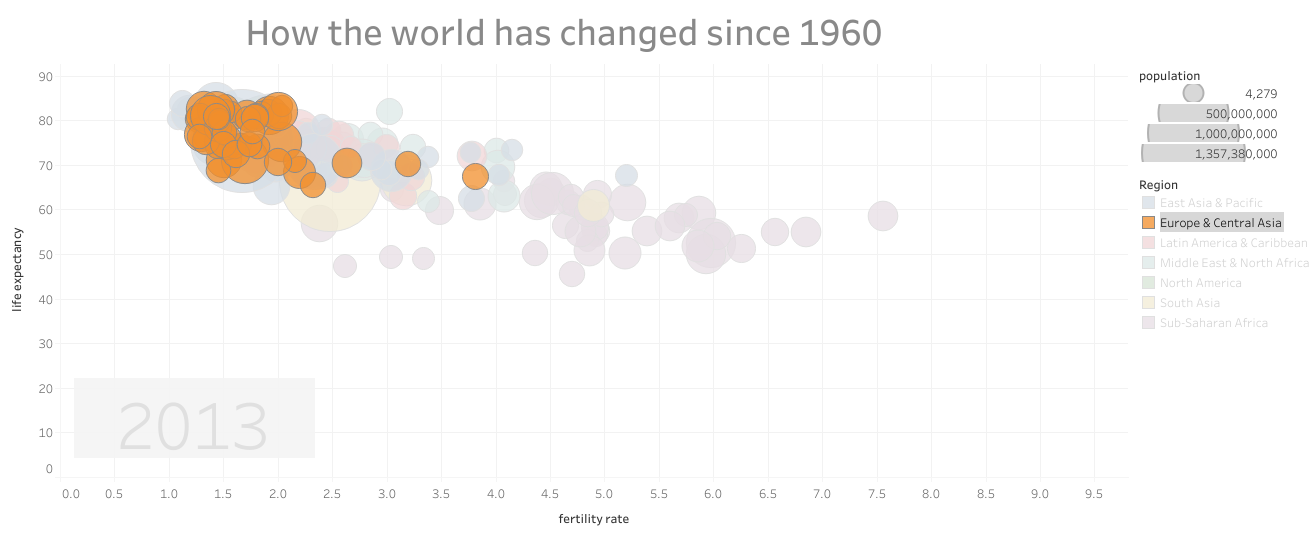 How the world has changed since 1960
population
4,279
500,000,000
1,000,000,000
1,357,380,000
Region
East Asia & Pacific
Europe & Central Asia
Latin America & Caribbean
Middle East & North Africa
North America
South Asia
Sub-Saharan Africa
life expectancy
90
80
70
60
50
40
30
20
10
0
2013
0.0 0.5 1.0 1.5 2.0 2.5 3.0 3.5 4.0 4.5 5.0 5.5 6.0 6.5 7.0 7.5 8.0 8.5 9.0 9.5
fertility rate